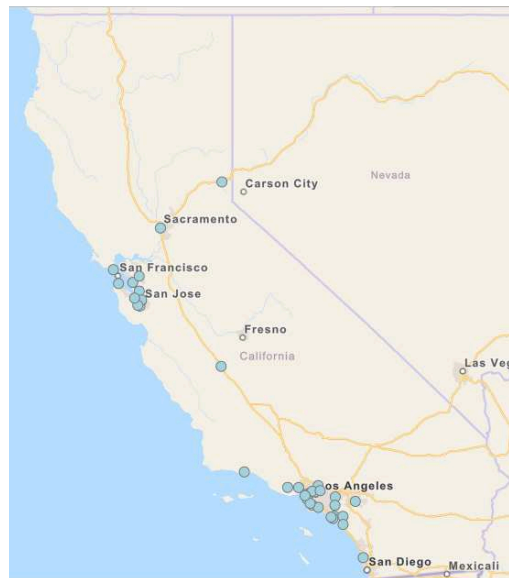 Carson City
Nevada
Sacramento
San Francisco
San Jose
Fresno
California
Las Veg
os Angeles
San Diego
Mexicali